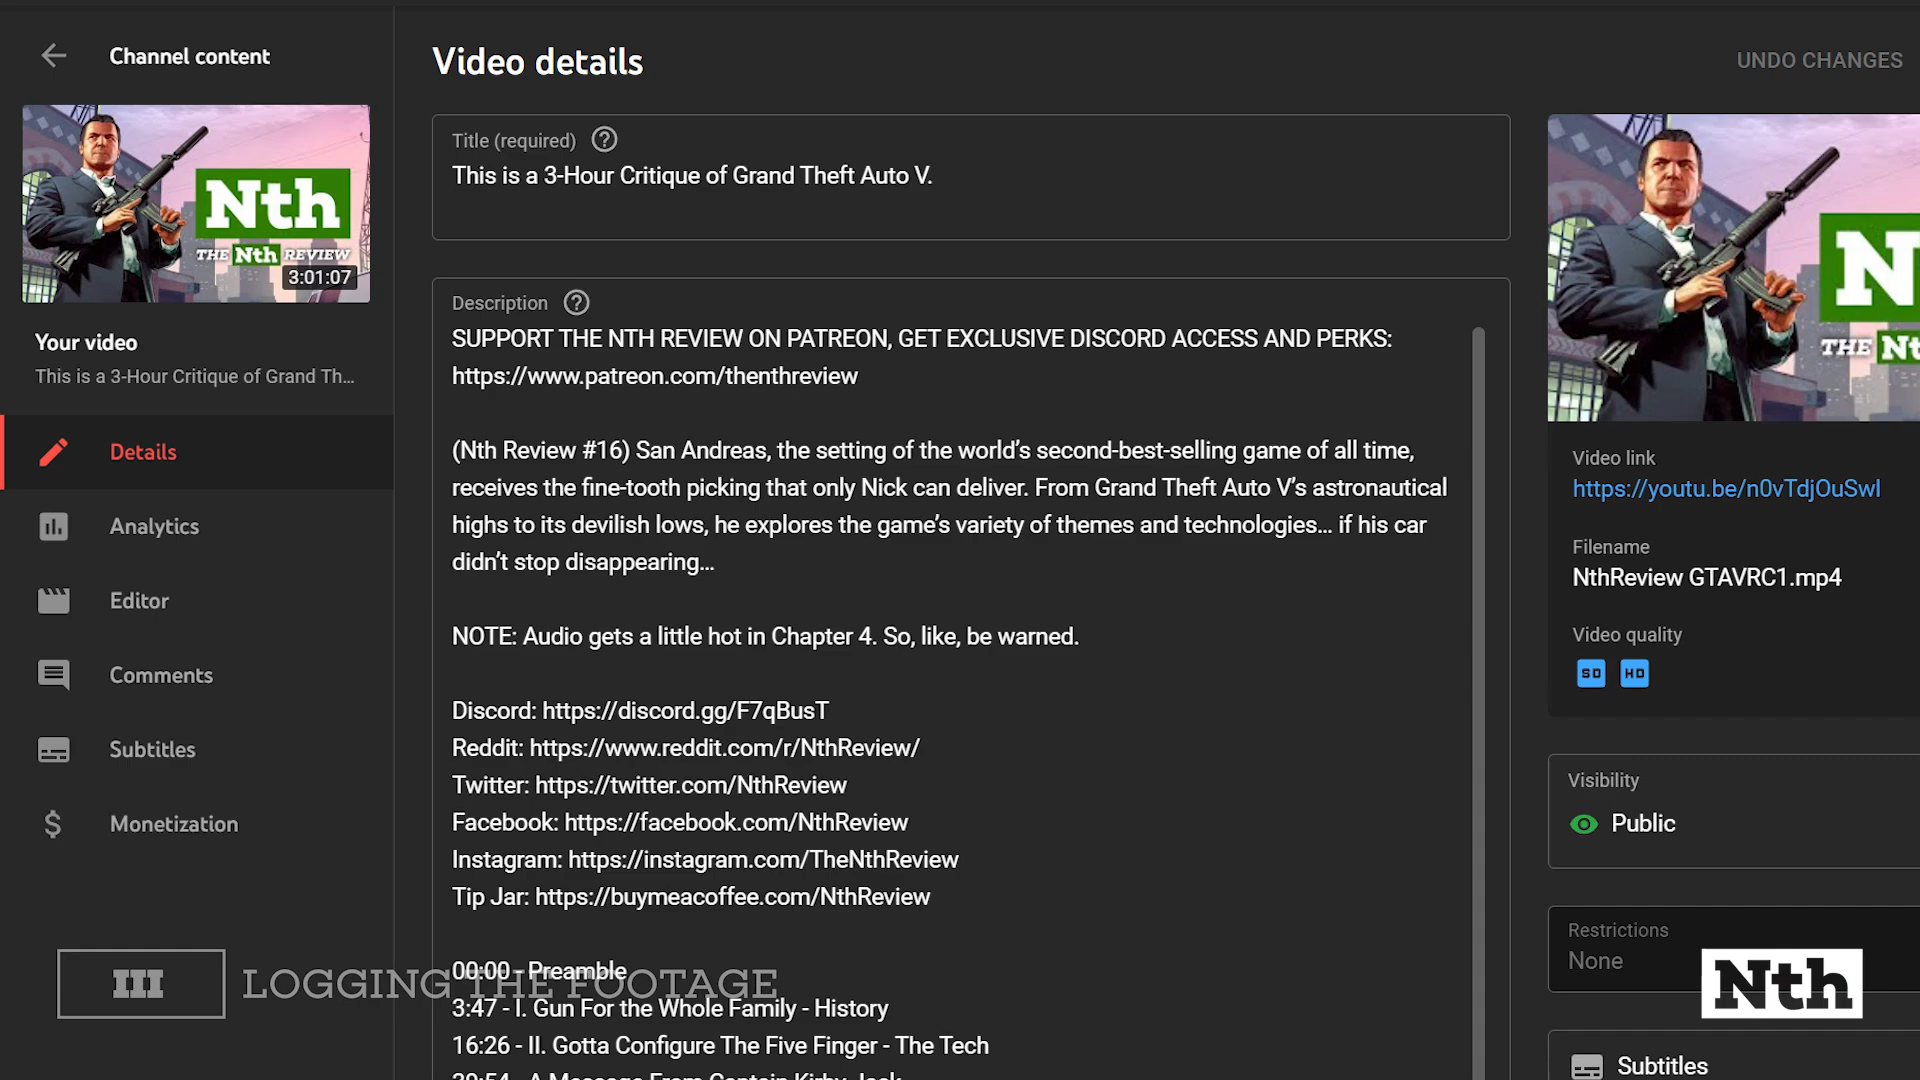 Channel content
Nth
THE Nth REVIEW
3:01:07
Your video
This is a 3-Hour Critique of Grand Th...
Details
Analytics
Editor
Comments
Subtitles
Monetization
Video details
UNDO CHANGES
Title (required)
This is a 3-Hour Critique of Grand Theft Auto V.
Description
SUPPORT THE NTH REVIEW ON PATREON, GET EXCLUSIVE DISCORD ACCESS AND PERKS:
https://www.patreon.com/thenthreview
(Nth Review #16) San Andreas, the setting of the world’s second-best-selling game of all time,
receives the fine-tooth picking that only Nick can deliver. From Grand Theft Auto V’s astronautical
highs to its devilish lows, he explores the game’s variety of themes and technologies... if his car
didn’t stop disappearing...
NOTE: Audio gets a little hot in Chapter 4. So, like, be warned.
Discord: https://discord.gg/F7qBusT
Reddit: https://www.reddit.com/r/NthReview/
Twitter: https://twitter.com/NthReview
Facebook: https://facebook.com/NthReview
Instagram: https://instagram.com/TheNthReview
Tip Jar: https://buymeacoffee.com/NthReview
00:00 - Preamble
3:47 - I. Gun For the Whole Family - History
16:26 - II. Gotta Configure The Five Finger - The Tech
III LOGGING THE FOOTAGE
THE Nt
Video link
https://youtu.be/n0vTdjOuSwI
Filename
NthReview GTAVRC1.mp4
Video quality
SD HD
Visibility
Public
Restrictions
None
Nth
Subtitles